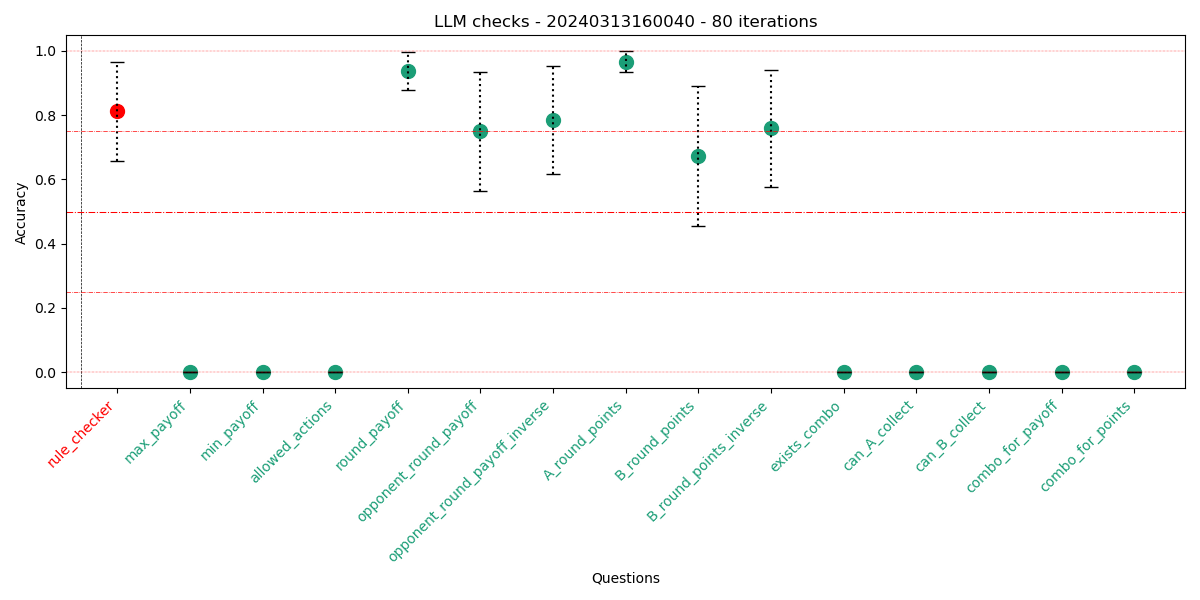 LLM checks - 20240313160040 - 80 iterations
Accuracy
1.0
0.8
0.6
0.4
0.2
0.0
rule_checker
max_payoff
min_payoff
allowed_actions
round_payoff
opponent_round_payoff
opponent_round_payoff_inverse
A_round_points
B_round_points
B_round_points_inverse
exists_combo
can_A_collect
can_B_collect
combo_for_payoff
combo_for_points
Questions